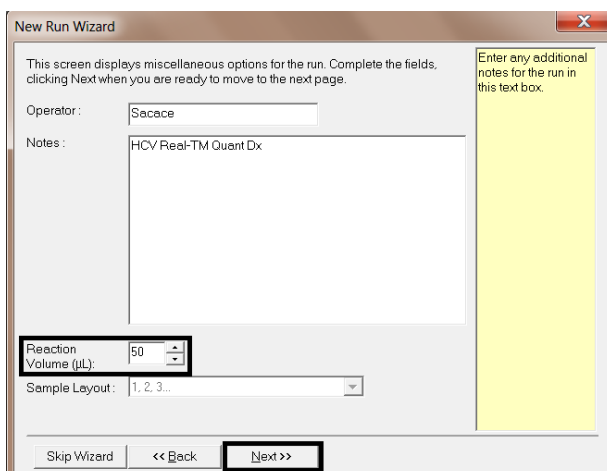 New Run Wizard
X
This screen displays miscellaneous options for the run. Complete the fields,
clicking Next when you are ready to move to the next page.
Operator :
Sacace
Notes :
HCV Real-TM Quant Dx
Reaction
Volume (µL):
50
Sample Layout :
1, 2, 3...
Skip Wizard
<< Back
Next >>
Enter any additional
notes for the run in
this text box.